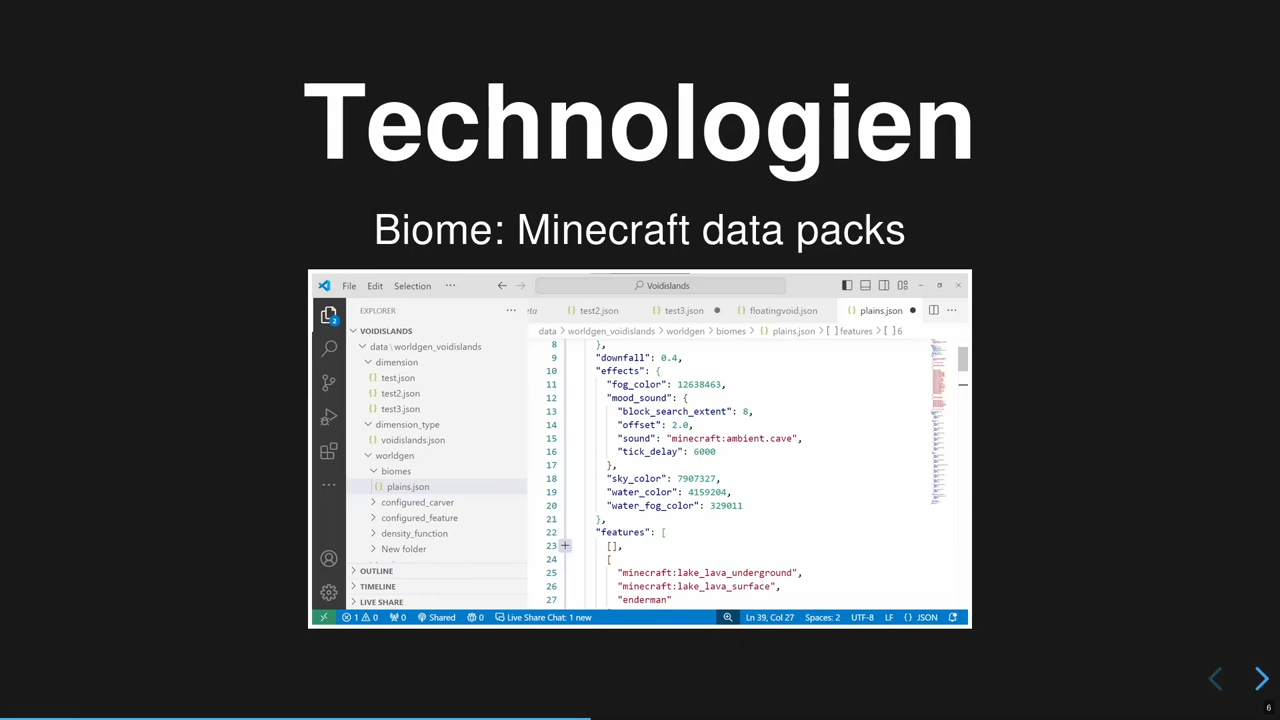 Technologien
Biome: Minecraft data packs
File Edit Selection ··· Voidislands
EXPLORER ···
test2.json test3.json floatingvoid.json plains.json ···
VOIDISLANDS
data > worldgen_voidislands > worldgen > biomes > {} plains.json > [ ] features > [ ] 6
data \ worldgen_voidislands
dimension
{} test.json
{} test2.json
{} test3.json
dimension_type
{} voidislands.json
worldgen
biomes
{} plains.json
configured_carver
configured_feature
density_function
New folder
OUTLINE
TIMELINE
LIVE SHARE
8 },
9 "downfall": 0.4,
10 "effects": {
11 "fog_color": 12638463,
12 "mood_sound": {
13 "block_search_extent": 8,
14 "offset": 2.0,
15 "sound": "minecraft:ambient.cave",
16 "tick_delay": 6000
17 },
18 "sky_color": 7907327,
19 "water_color": 4159204,
20 "water_fog_color": 329011
21 },
22 "features": [
23 [],
24 [
25 "minecraft:lake_lava_underground",
26 "minecraft:lake_lava_surface",
27 "enderman"
2
1 0 0 Shared 0 Live Share Chat: 1 new Ln 39, Col 27 Spaces: 2 UTF-8 LF {} JSON
6